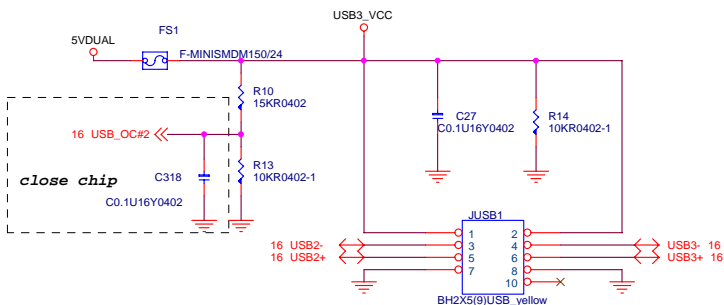 USB3_VCC
FS1
5VDUAL
F-MINISMDM150/24
R10
15KR0402
C27
C0.1U16Y0402
R14
10KR0402-1
16 USB_OC#2
R13
10KR0402-1
close chip
C318
C0.1U16Y0402
JUSB1
1 2
16 USB2- 3 4 USB3- 16
16 USB2+ 5 6 USB3+ 16
7 8
10
BH2X5(9)USB_yellow